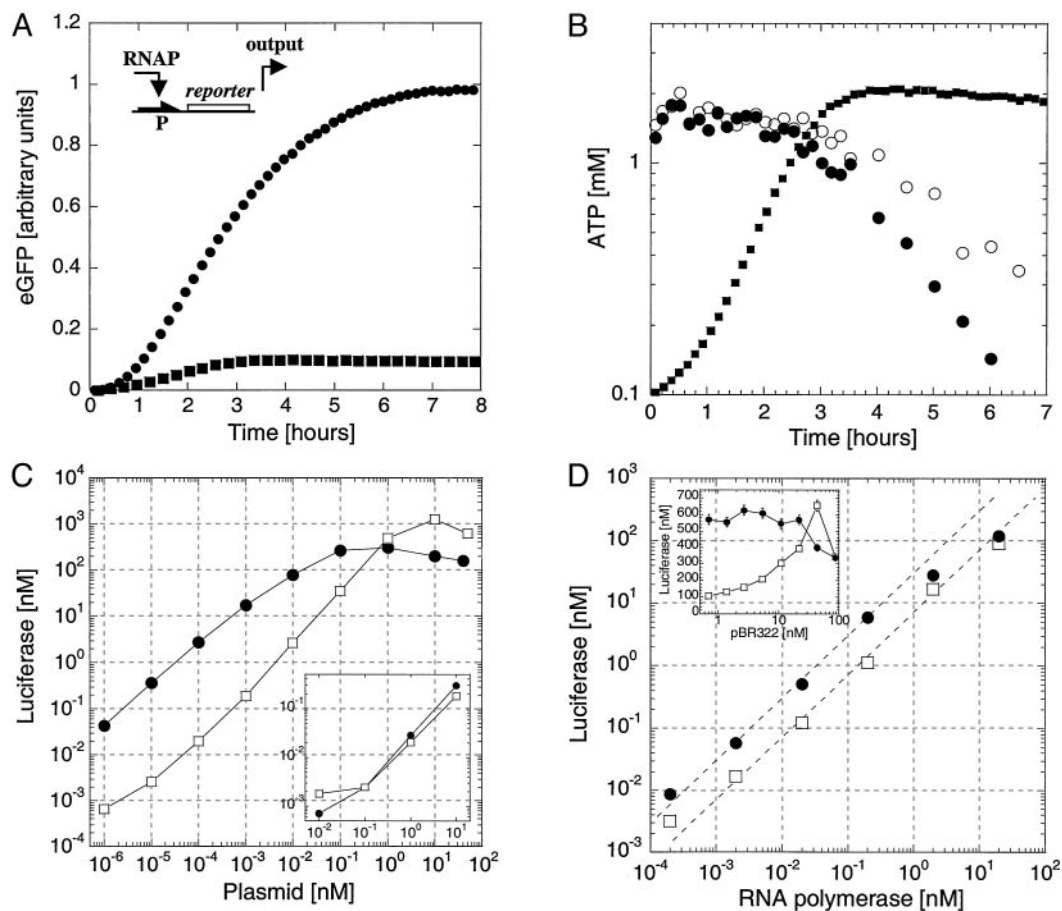 A
eGFP [arbitrary units]
1.2
1
0.8
0.6
0.4
0.2
0
RNAP
P
reporter
output
0 1 2 3 4 5 6 7 8
Time [hours]
B
ATP [mM]
1
0.1
0 1 2 3 4 5 6 7
Time [hours]
C
Luciferase [nM]
10^4
10^3
10^2
10^1
10^0
10^-1
10^-2
10^-3
10^-4
10^-1
10^-2
10^-3
10^-2 10^-1 10^0 10^1
10^-6 10^-5 10^-4 10^-3 10^-2 10^-1 10^0 10^1 10^2
Plasmid [nM]
D
Luciferase [nM]
10^3
10^2
10^1
10^0
10^-1
10^-2
10^-3
Luciferase [nM]
700
600
500
400
300
200
100
0
1 10 100
pBR322 [nM]
10^-4 10^-3 10^-2 10^-1 10^0 10^1 10^2
RNA polymerase [nM]